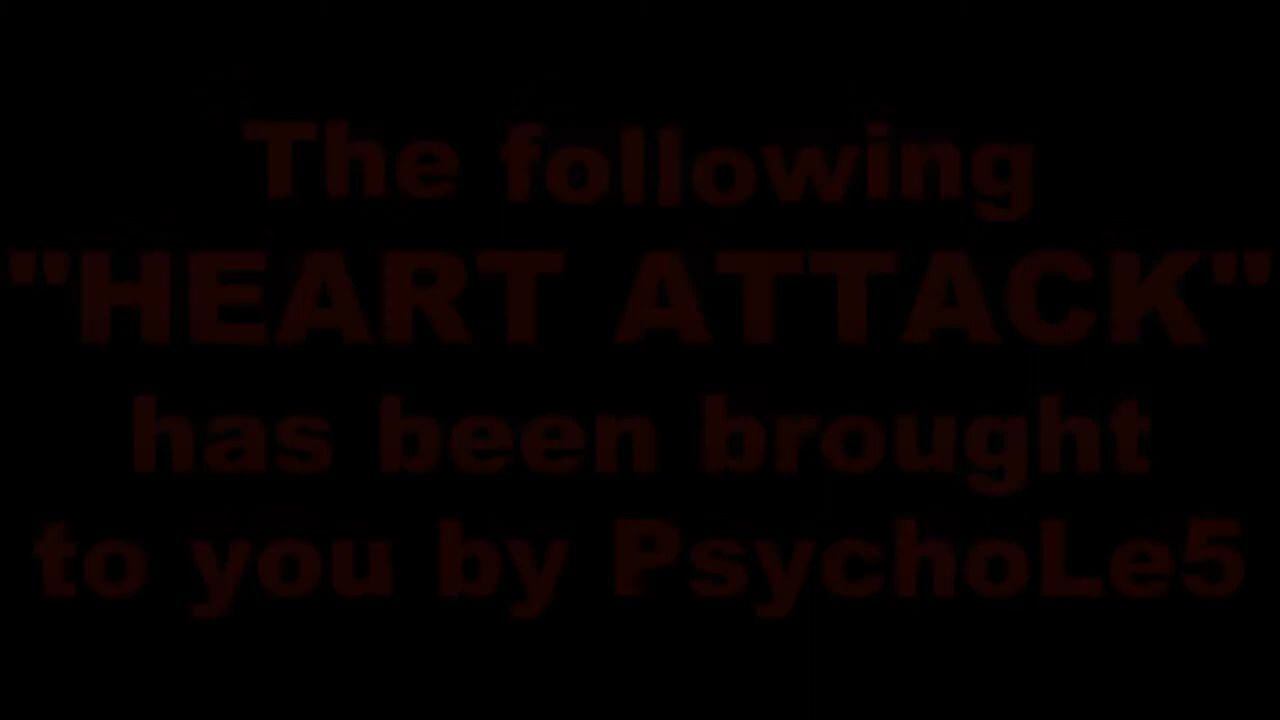 The following
"HEART ATTACK"
has been brought
to you by PsychoLe5